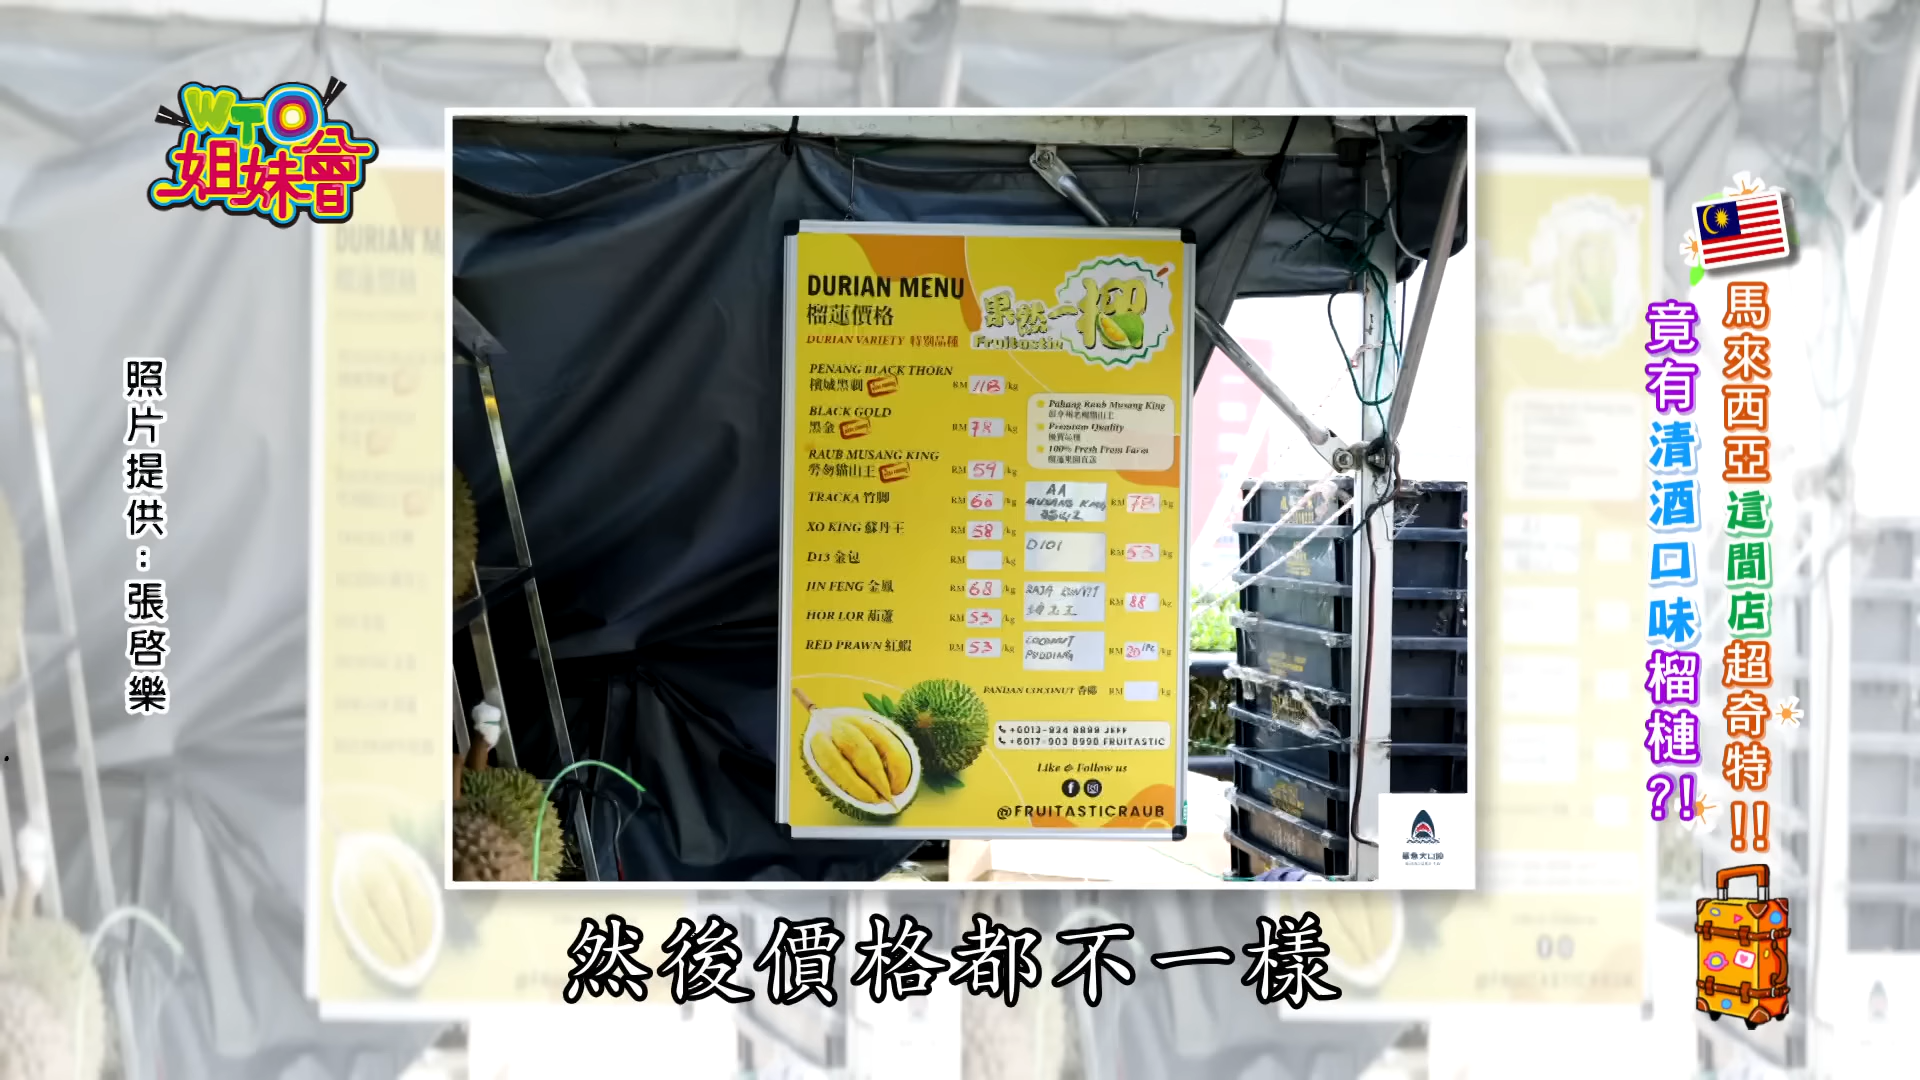 WTO
姐妹會
照片提供：張啓樂
馬來西亞這間店超奇特!!
竟有清酒口味榴槤?!
DURIAN MENU
榴蓮價格
DURIAN VARIETY 特別品種
果然一榴
Fruitastic
PENANG BLACK THORN
檳城黑刺 RM 118 /kg
BLACK GOLD
黑金 RM 78 /kg
RAUB MUSANG KING
勞勿貓山王 RM 59 /kg
TRACKA 竹脚 RM 68 /kg
XO KING 蘇丹王 RM 58 /kg
D13 金包 RM /kg
JIN FENG 金鳳 RM 68 /kg
HOR LOR 葫蘆 RM 53 /kg
RED PRAWN 紅蝦 RM 53 /kg
Pahang Raub Musang King
Premium Quality
100% Fresh From Farm
AA
MUSANG KING
RM 78 /kg
D101 RM 53 /kg
RM 88 /kg
COCONUT
PUDDING RM 20/PC /kg
PANDAN COCONUT 香椰 RM /kg
Like & Follow us
@FRUITASTICRAUB
鯊魚大口咬
然後價格都不一樣